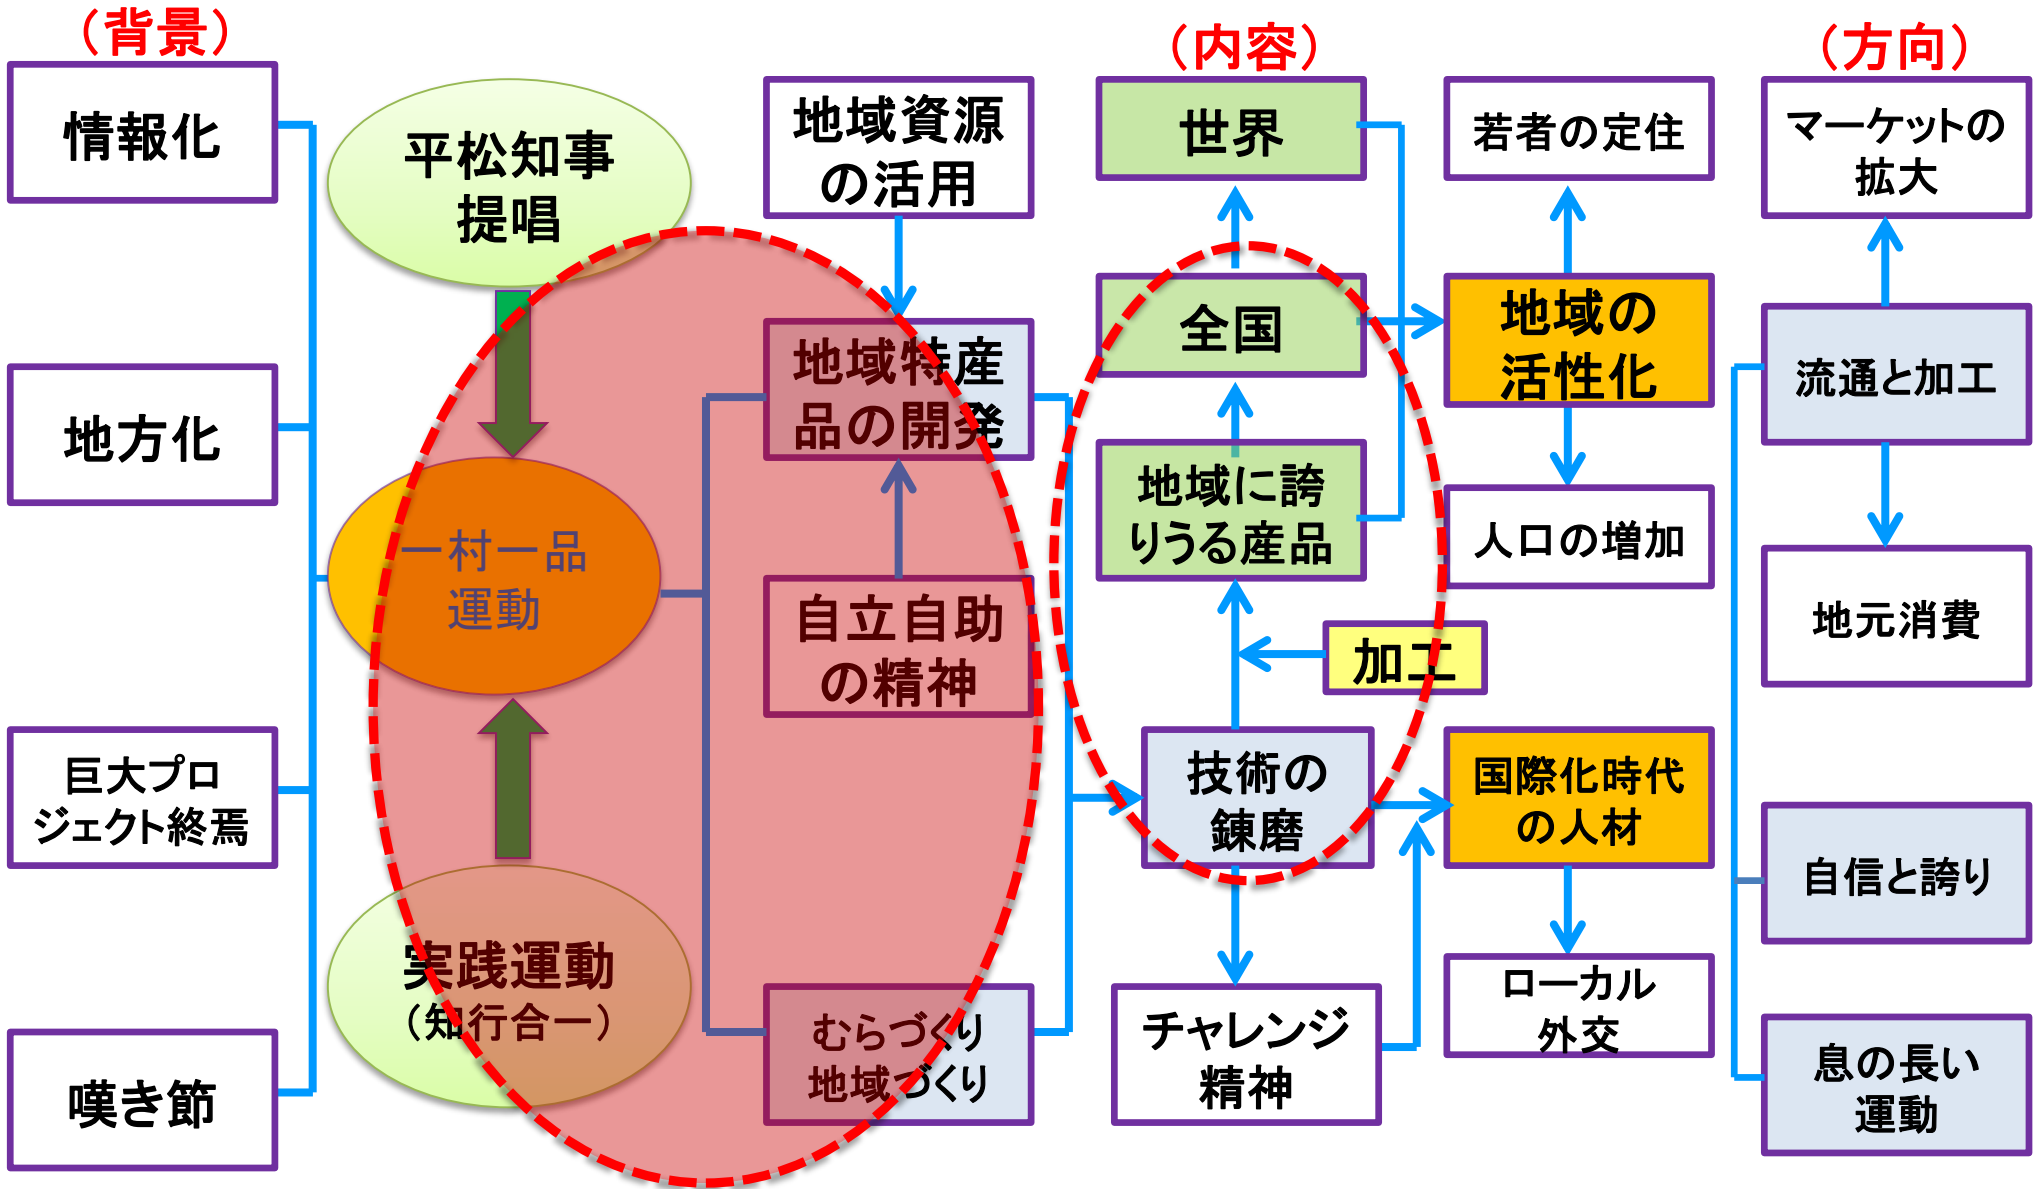 （背景）
情報化
地方化
巨大プロ
ジェクト終焉
嘆き節
平松知事
提唱
一村一品
運動
実践運動
（知行合一）
地域資源
の活用
地域特産
品の開発
自立自助
の精神
むらづくり
地域づくり
（内容）
世界
全国
地域に誇
りうる産品
加工
技術の
錬磨
チャレンジ
精神
若者の定住
地域の
活性化
人口の増加
国際化時代
の人材
ローカル
外交
（方向）
マーケットの
拡大
流通と加工
地元消費
自信と誇り
息の長い
運動